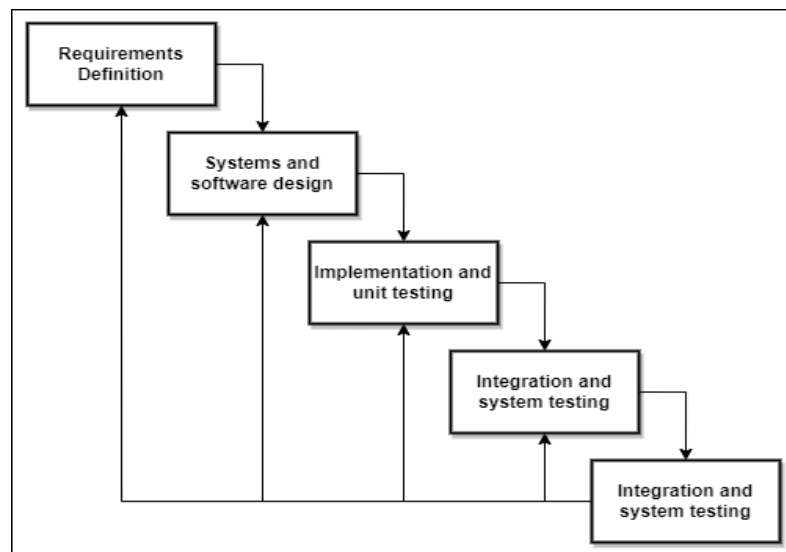 Requirements
Definition
Systems and
software design
Implementation and
unit testing
Integration and
system testing
Integration and
system testing